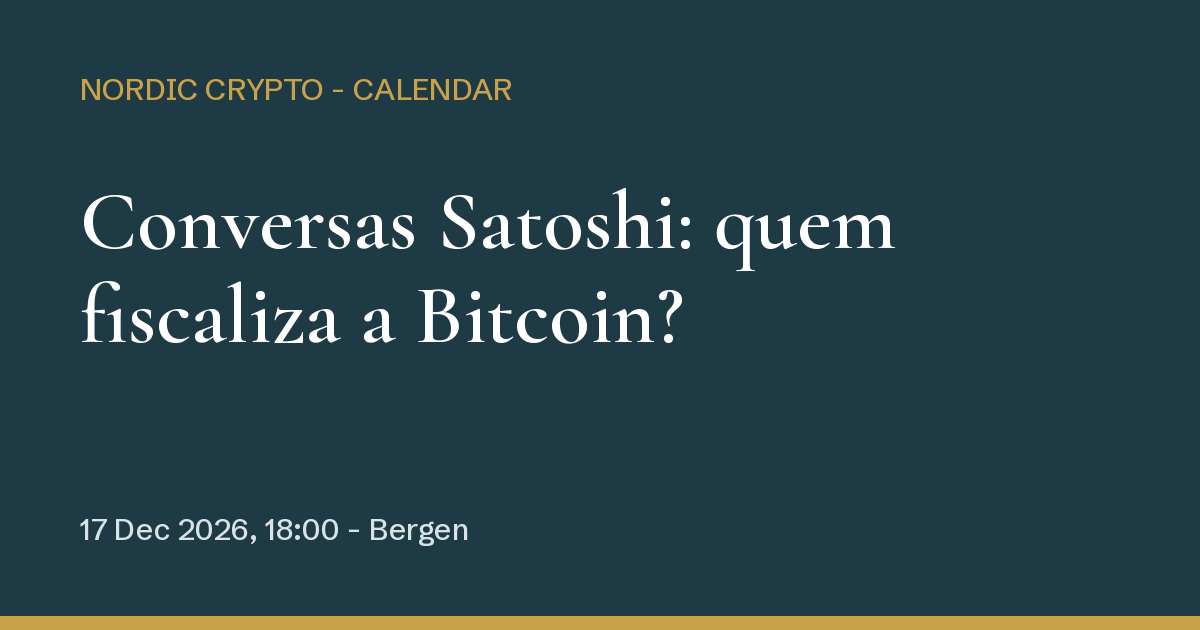 NORDIC CRYPTO - CALENDAR
Conversas Satoshi: quem
fiscaliza a Bitcoin?
17 Dec 2026, 18:00 - Bergen